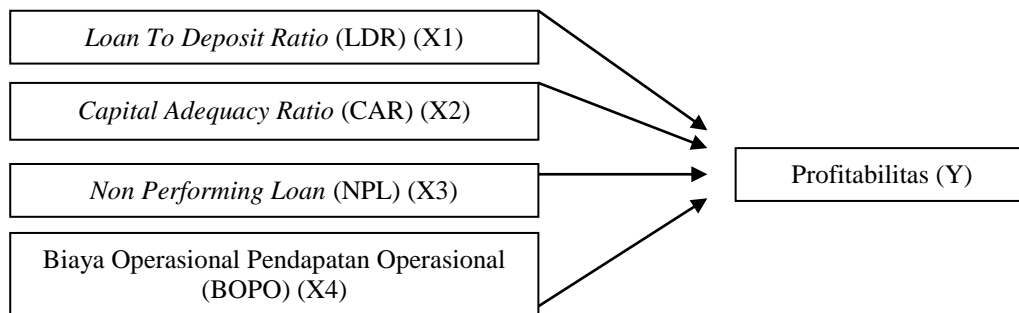 Loan To Deposit Ratio (LDR) (X1)
Capital Adequacy Ratio (CAR) (X2)
Non Performing Loan (NPL) (X3)
Profitabilitas (Y)
Biaya Operasional Pendapatan Operasional
(BOPO) (X4)